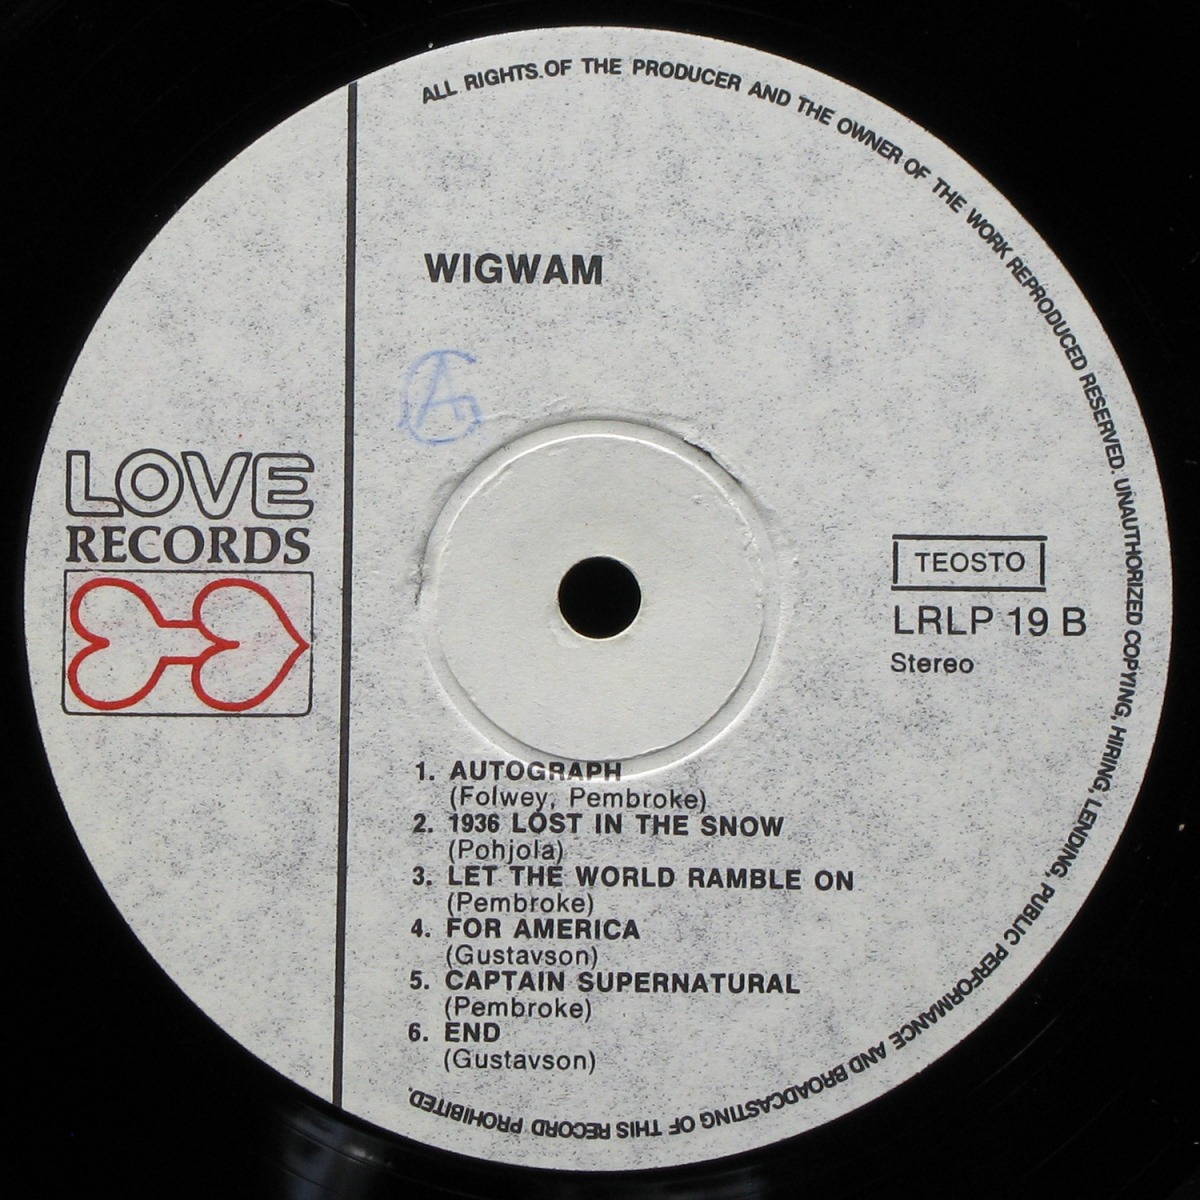 ALL RIGHTS OF THE PRODUCER AND THE OWNER OF THE WORK REPRODUCED RESERVED. UNAUTHORIZED COPYING, HIRING, LENDING, PUBLIC PERFORMANCE AND BROADCASTING OF THIS RECORD PROHIBITED.
WIGWAM
LOVE
RECORDS
TEOSTO
LRLP 19 B
Stereo
1. AUTOGRAPH
(Folwey, Pembroke)
2. 1936 LOST IN THE SNOW
(Pohjola)
3. LET THE WORLD RAMBLE ON
(Pembroke)
4. FOR AMERICA
(Gustavson)
5. CAPTAIN SUPERNATURAL
(Pembroke)
6. END
(Gustavson)